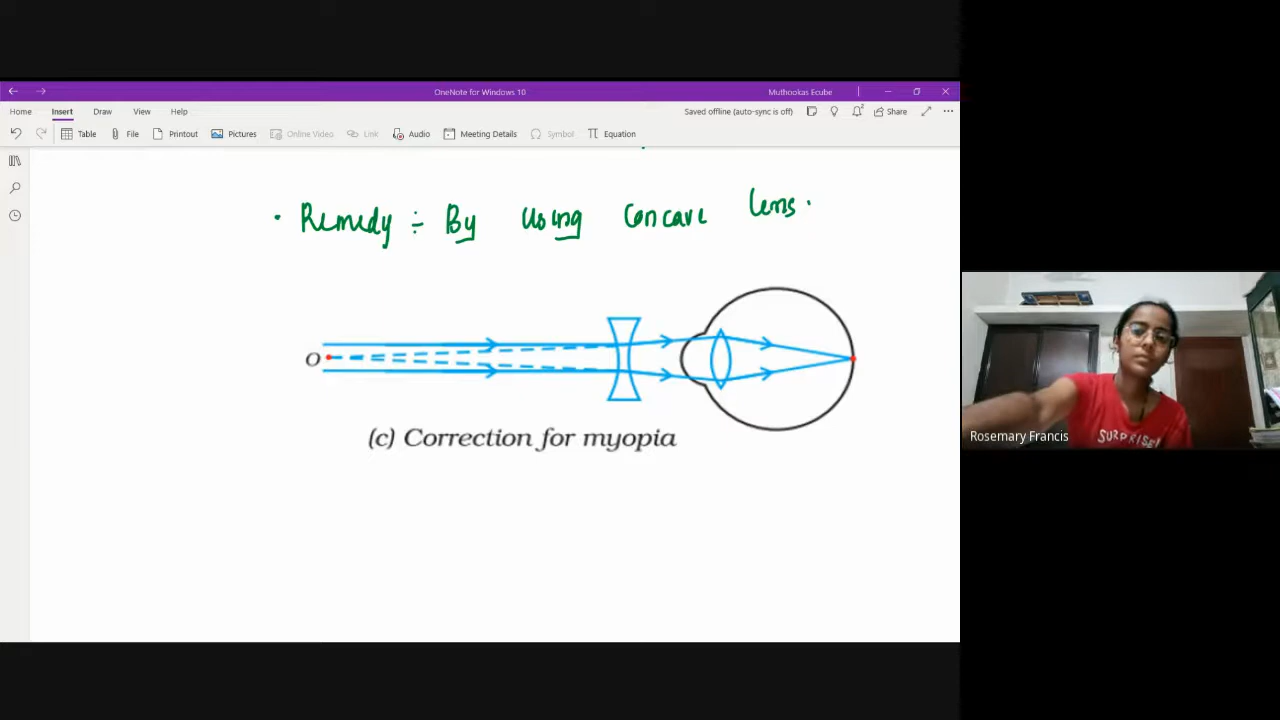 OneNote for Windows 10
Muthookas Ecube
Home Insert Draw View Help
Saved offline (auto-sync is off)
Share
Table File Printout Pictures Online Video Link Audio Meeting Details Symbol Equation
· Remedy ÷ By using Concave lens.
O
(c) Correction for myopia
Rosemary Francis
SURPRISE!